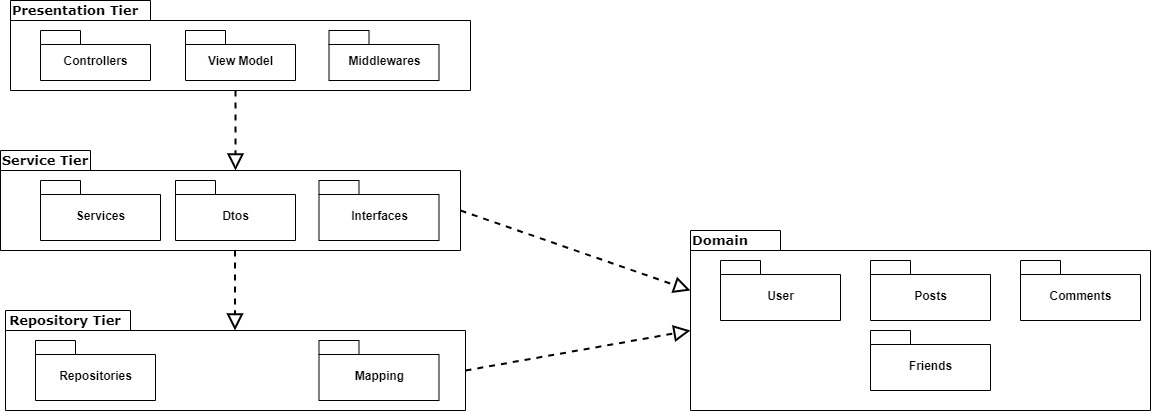 Presentation Tier
Controllers
View Model
Middlewares
Service Tier
Services
Dtos
Interfaces
Domain
User
Posts
Comments
Repository Tier
Repositories
Mapping
Friends